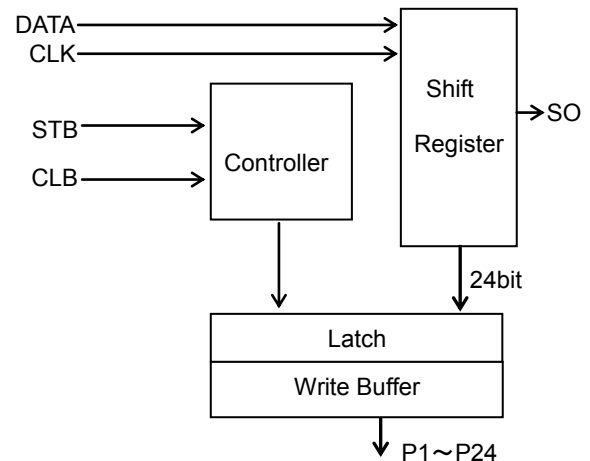 DATA
CLK
Shift
Register
SO
STB
CLB
Controller
24bit
Latch
Write Buffer
P1～P24